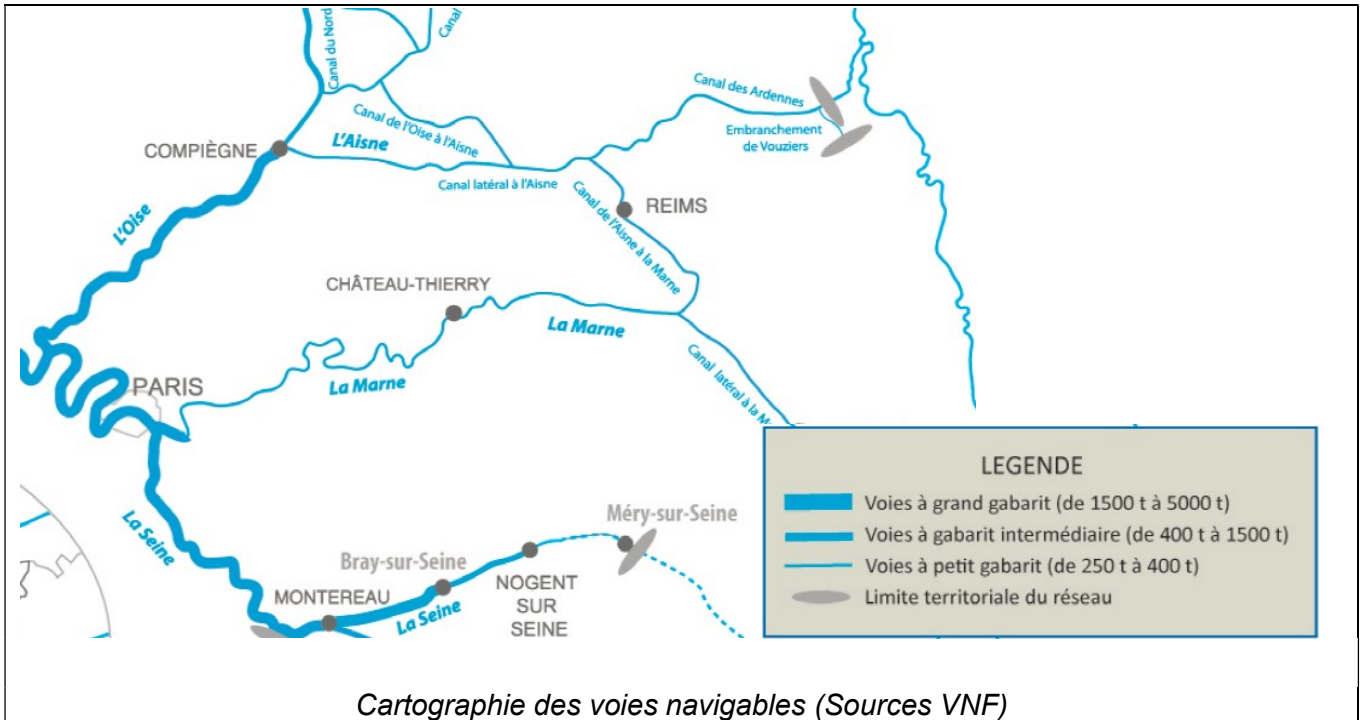 Canal du Nord
Canal
Canal des Ardennes
Canal de l'Oise à l'Aisne
Embranchement
de Vouziers
COMPIÈGNE
L'Aisne
Canal latéral à l'Aisne
L'Oise
Canal de l'Aisne à la Marne
REIMS
CHÂTEAU-THIERRY
La Marne
La Marne
Canal latéral à la
PARIS
La Seine
Méry-sur-Seine
Bray-sur-Seine
NOGENT
SUR
SEINE
MONTEREAU
La Seine
LEGENDE
Voies à grand gabarit (de 1500 t à 5000 t)
Voies à gabarit intermédiaire (de 400 t à 1500 t)
Voies à petit gabarit (de 250 t à 400 t)
Limite territoriale du réseau
Cartographie des voies navigables (Sources VNF)